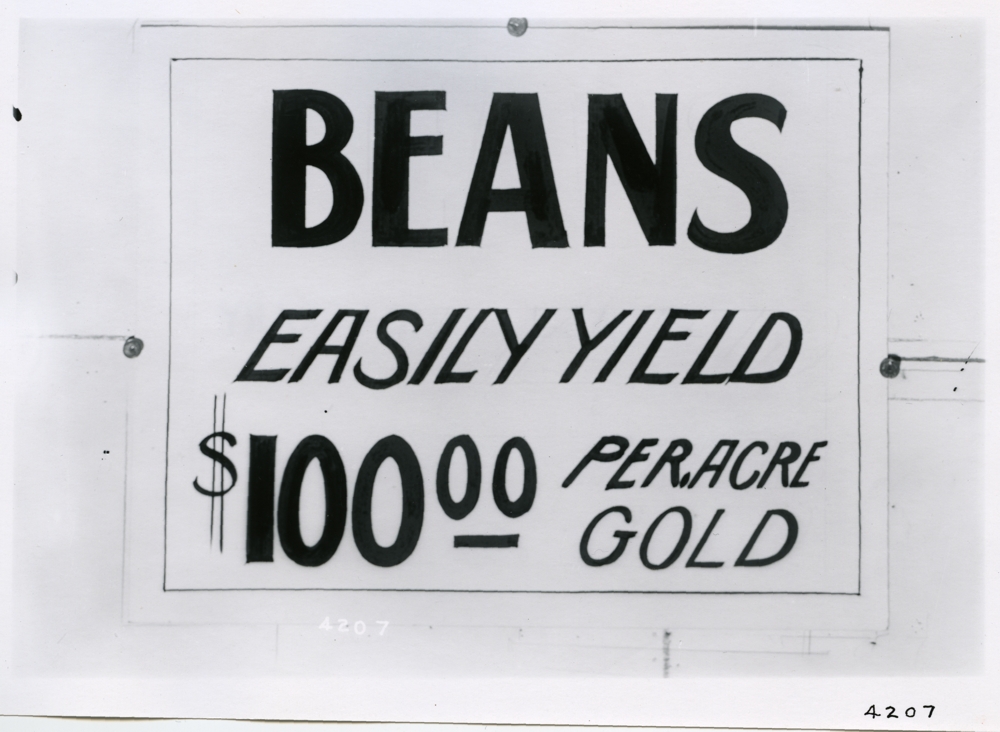 BEANS
EASILY YIELD
$100 00 PER.ACRE
GOLD
4207
4207